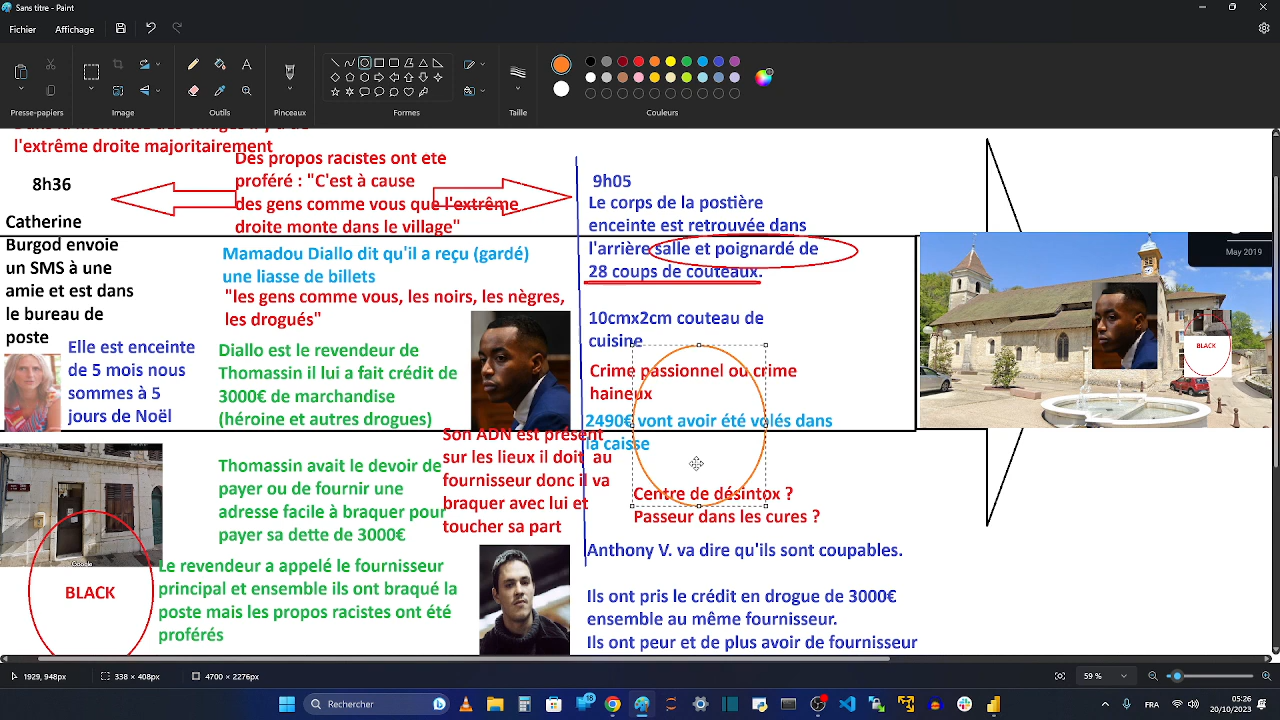 Sans titre - Paint
Fichier Affichage
Presse-papiers Image Outils Pinceaux Formes Taille Couleurs
l'extrême droite majoritairement
8h36
Catherine
Burgod envoie
un SMS à une
amie et est dans
le bureau de
poste
Elle est enceinte
de 5 mois nous
sommes à 5
jours de Noël
Des propos racistes ont été
proféré : "C'est à cause
des gens comme vous que l'extrême
droite monte dans le village"
Mamadou Diallo dit qu'il a reçu (gardé)
une liasse de billets
"les gens comme vous, les noirs, les nègres,
les drogués"
Diallo est le revendeur de
Thomassin il lui a fait crédit de
3000€ de marchandise
(héroine et autres drogues)
Son ADN est présent
sur les lieux il doit au
fournisseur donc il va
braquer avec lui et
toucher sa part
Thomassin avait le devoir de
payer ou de fournir une
adresse facile à braquer pour
payer sa dette de 3000€
Google
BLACK
Le revendeur a appelé le fournisseur
principal et ensemble ils ont braqué la
poste mais les propos racistes ont été
proférés
9h05
Le corps de la postière
enceinte est retrouvée dans
l'arrière salle et poignardé de
28 coups de couteaux.
10cmx2cm couteau de
cuisine
Crime passionnel ou crime
haineux
2490€ vont avoir été volés dans
la caisse
Centre de désintox ?
Passeur dans les cures ?
Anthony V. va dire qu'ils sont coupables.
Ils ont pris le crédit en drogue de 3000€
ensemble au même fournisseur.
Ils ont peur et de plus avoir de fournisseur
May 2019
BLACK
1929, 948px 338 × 408px 4700 × 2276px 59 %
Rechercher
FRA
05:26
20/10/2025